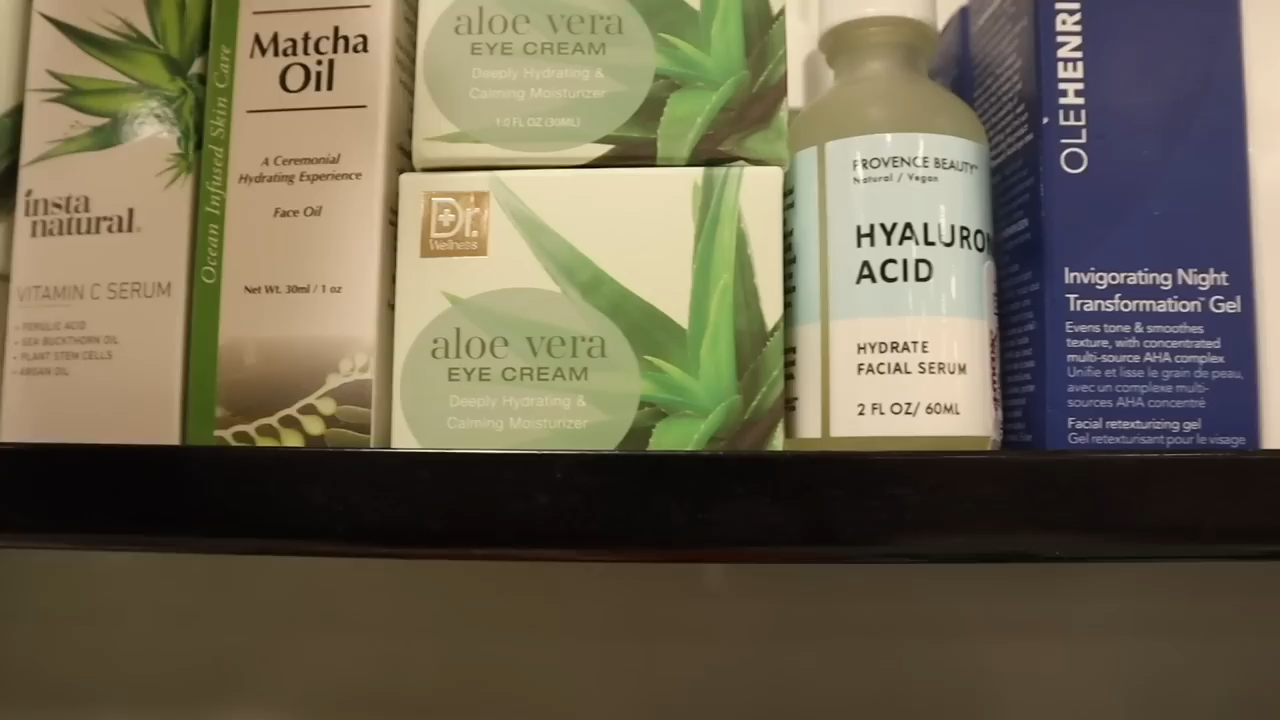 insta
natural.
VITAMIN C SERUM
• FERULIC ACID
• SEA BUCKTHORN OIL
• PLANT STEM CELLS
• ARGAN OIL
Ocean Infused Skin Care
Matcha
Oil
A Ceremonial
Hydrating Experience
Face Oil
Net Wt. 30ml / 1 oz
aloe vera
EYE CREAM
Deeply Hydrating &
Calming Moisturizer
1.0 FL OZ (30ML)
Dr.
Wellness
aloe vera
EYE CREAM
Deeply Hydrating &
Calming Moisturizer
PROVENCE BEAUTY™
Natural / Vegan
HYALURON
ACID
HYDRATE
FACIAL SERUM
2 FL OZ/ 60ML
OLEHENRI
Invigorating Night
Transformation™ Gel
Evens tone & smoothes
texture, with concentrated
multi-source AHA complex
Unifie et lisse le grain de peau,
avec un complexe multi-
sources AHA concentré
Facial retexturizing gel
Gel retexturisant pour le visage